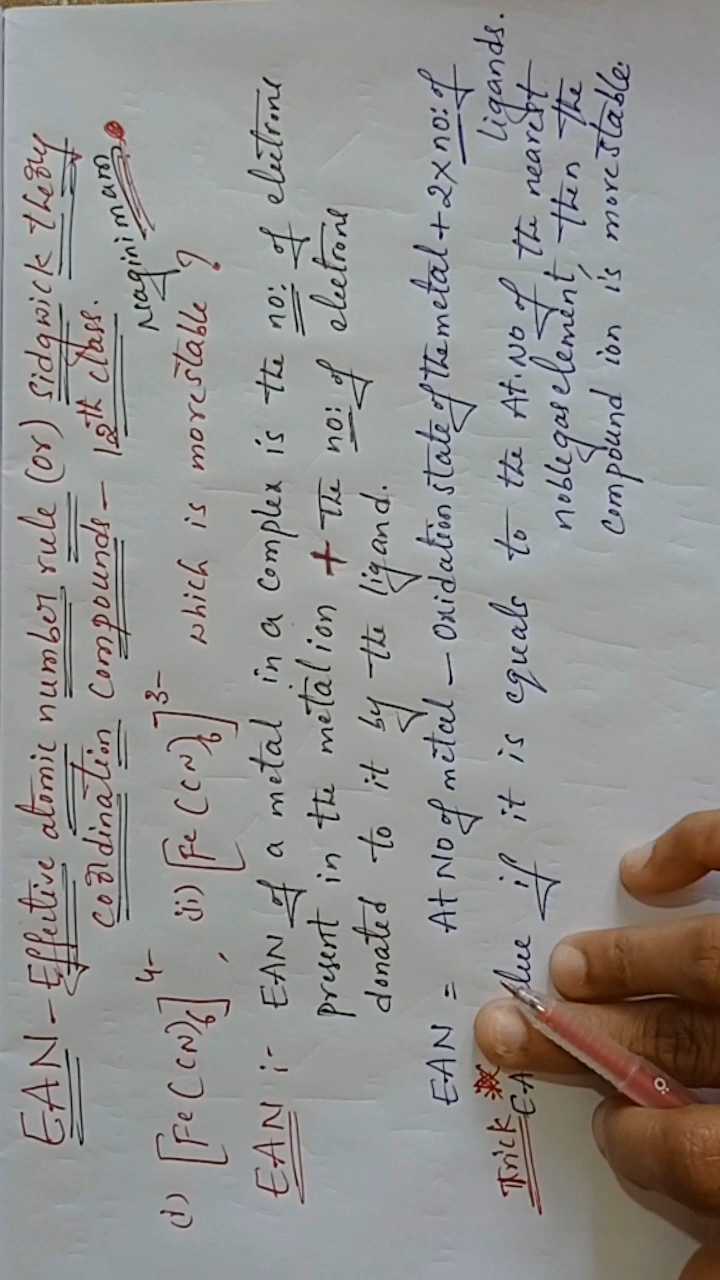 EAN - Effective atomic number rule (or) Sidgwick theory
coordination compounds - 12th class.
Nagini mam
(i) [Fe(CN)6]4-, ii) [Fe(CN)6]3- which is more stable ?
EAN :- EAN of a metal in a complex is the no: of electrons
present in the metal ion + The no: of electrons
donated to it by the ligand.
EAN = At No of metal - Oxidation state of the metal + 2x no: of
ligands.
Trick
if it is equals to the At.No of the nearest
noble gas element, then the
compound ion is more stable.